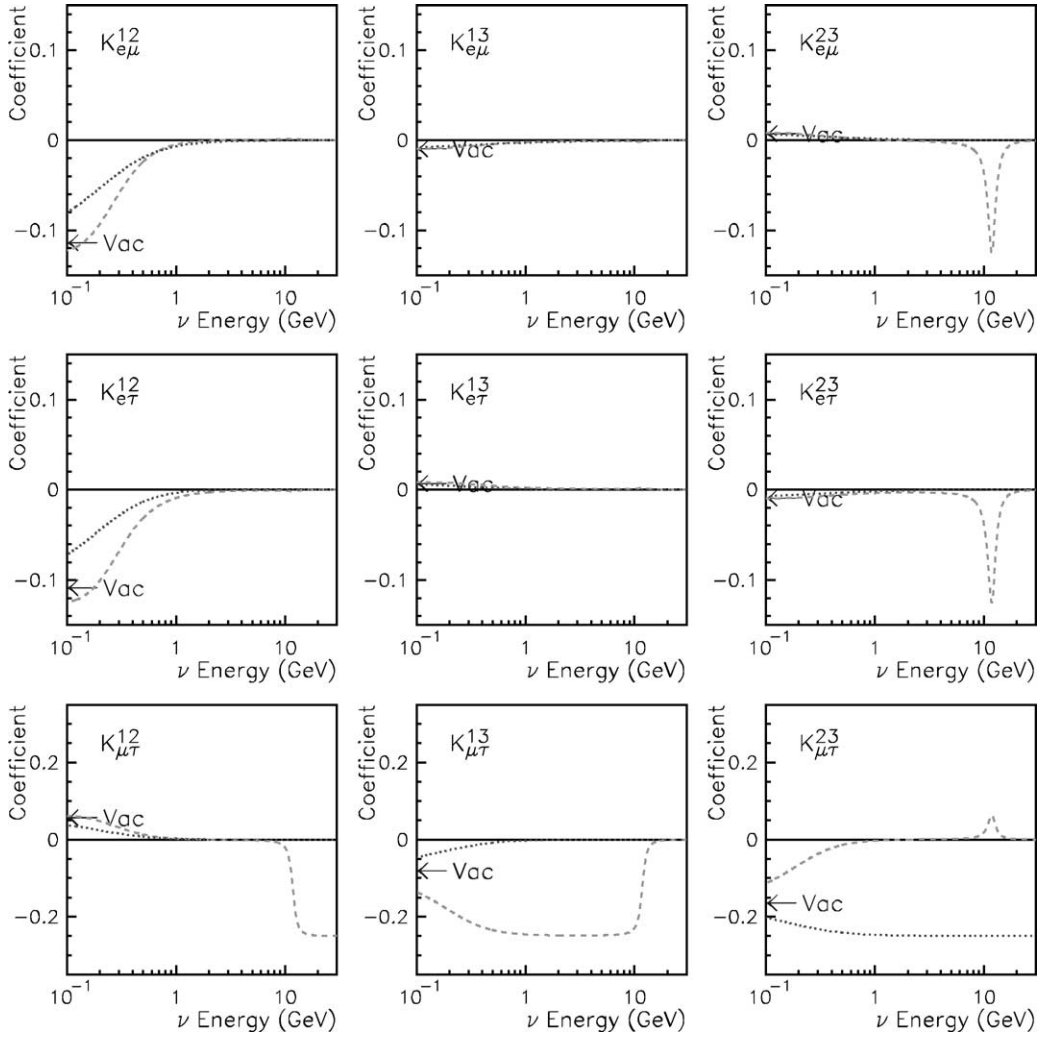 Coefficient
K^{12}_{eμ}
0.1
0
-0.1
Vac
10^{-1} 1 10
ν Energy (GeV)
Coefficient
K^{13}_{eμ}
0.1
0
-0.1
Vac
10^{-1} 1 10
ν Energy (GeV)
Coefficient
K^{23}_{eμ}
0.1
0
-0.1
Vac
10^{-1} 1 10
ν Energy (GeV)
Coefficient
K^{12}_{eτ}
0.1
0
-0.1
Vac
10^{-1} 1 10
ν Energy (GeV)
Coefficient
K^{13}_{eτ}
0.1
0
-0.1
Vac
10^{-1} 1 10
ν Energy (GeV)
Coefficient
K^{23}_{eτ}
0.1
0
-0.1
Vac
10^{-1} 1 10
ν Energy (GeV)
Coefficient
K^{12}_{μτ}
0.2
0
-0.2
Vac
10^{-1} 1 10
ν Energy (GeV)
Coefficient
K^{13}_{μτ}
0.2
0
-0.2
Vac
10^{-1} 1 10
ν Energy (GeV)
Coefficient
K^{23}_{μτ}
0.2
0
-0.2
Vac
10^{-1} 1 10
ν Energy (GeV)